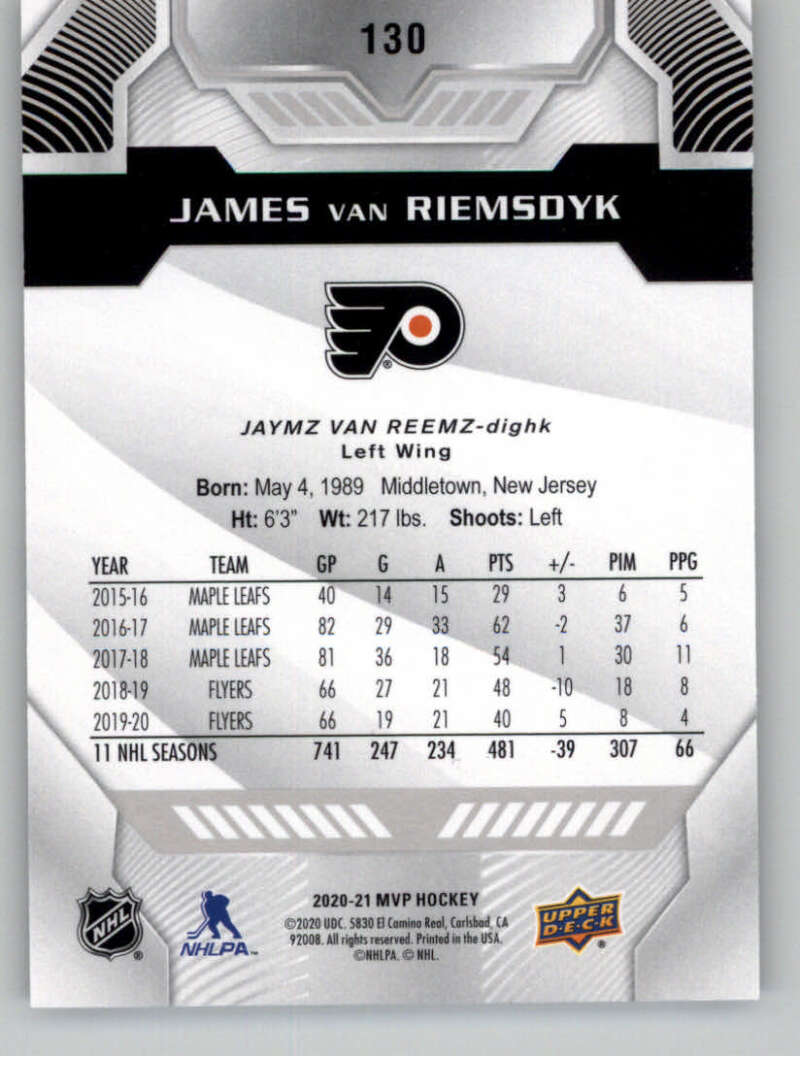 130
JAMES VAN RIEMSDYK
®
JAYMZ VAN REEMZ-dighk
Left Wing
Born: May 4, 1989 Middletown, New Jersey
Ht: 6'3" Wt: 217 lbs. Shoots: Left
YEAR TEAM GP G A PTS +/- PIM PPG
2015-16 MAPLE LEAFS 40 14 15 29 3 6 5
2016-17 MAPLE LEAFS 82 29 33 62 -2 37 6
2017-18 MAPLE LEAFS 81 36 18 54 1 30 11
2018-19 FLYERS 66 27 21 48 -10 18 8
2019-20 FLYERS 66 19 21 40 5 8 4
11 NHL SEASONS 741 247 234 481 -39 307 66
NHL ®
NHLPA™
2020-21 MVP HOCKEY
©2020 UDC. 5830 El Camino Real, Carlsbad, CA
92008. All rights reserved. Printed in the USA.
©NHLPA. © NHL.
UPPER
D·E·C·K ®